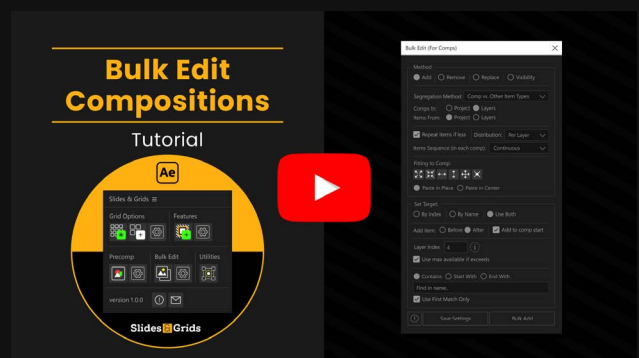 Bulk Edit
Compositions
Tutorial
Ae
Slides & Grids
Grid Options
Features
Precomp
Bulk Edit
Utilities
version 1.0.0
Slides Grids
Bulk Edit (For Comps)
Method
Add
Remove
Replace
Visibility
Segregation Method: Comp vs. Other Item Types
Comps In: Project Layers
Items From: Project Layers
Repeat items if less Distribution: Per Layer
Items Sequence (in each comp): Continuous
Fitting to Comp
Paste in Place Paste in Center
Set Target
By Index By Name Use Both
Add item: Before After Add to comp start
Layer Index 4
Use max available if exceeds
Contains Start With End With
Find in name..
Use First Match Only
Save Settings
Bulk Add